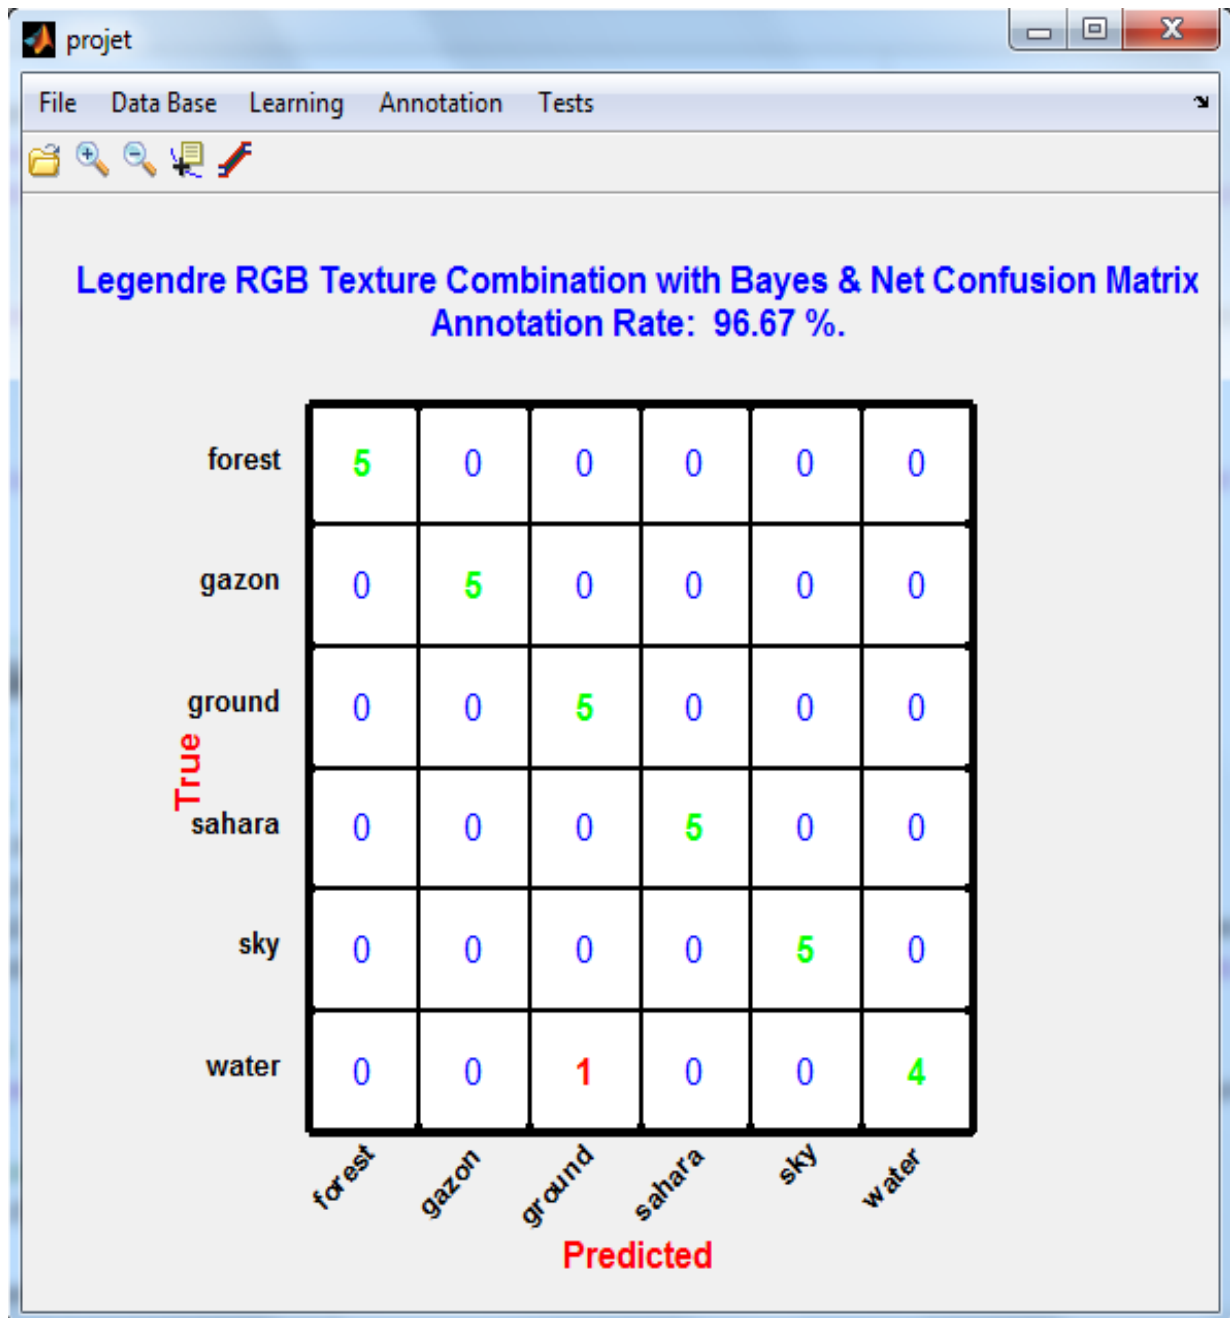 projet
File Data Base Learning Annotation Tests
Legendre RGB Texture Combination with Bayes & Net Confusion Matrix
Annotation Rate: 96.67 %.
forest 5 0 0 0 0 0
gazon 0 5 0 0 0 0
ground 0 0 5 0 0 0
True
sahara 0 0 0 5 0 0
sky 0 0 0 0 5 0
water 0 0 1 0 0 4
forest gazon ground sahara sky water
Predicted